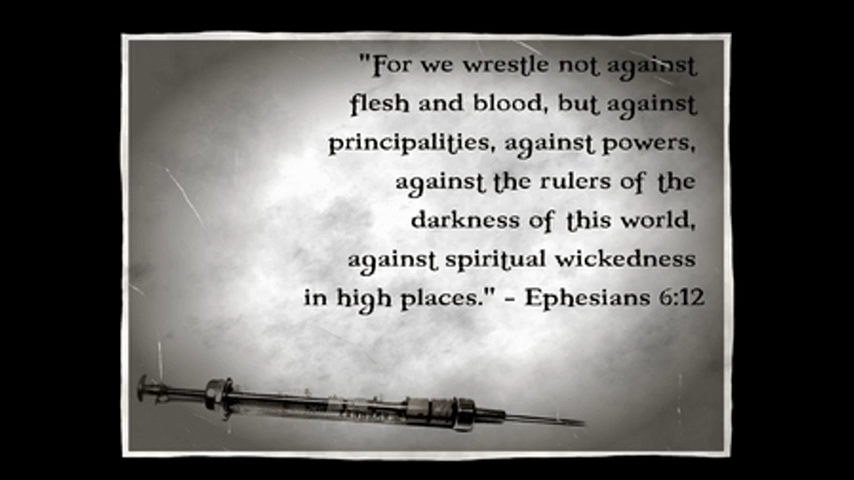 "For we wrestle not against
flesh and blood, but against
principalities, against powers,
against the rulers of the
darkness of this world,
against spiritual wickedness
in high places." - Ephesians 6:12